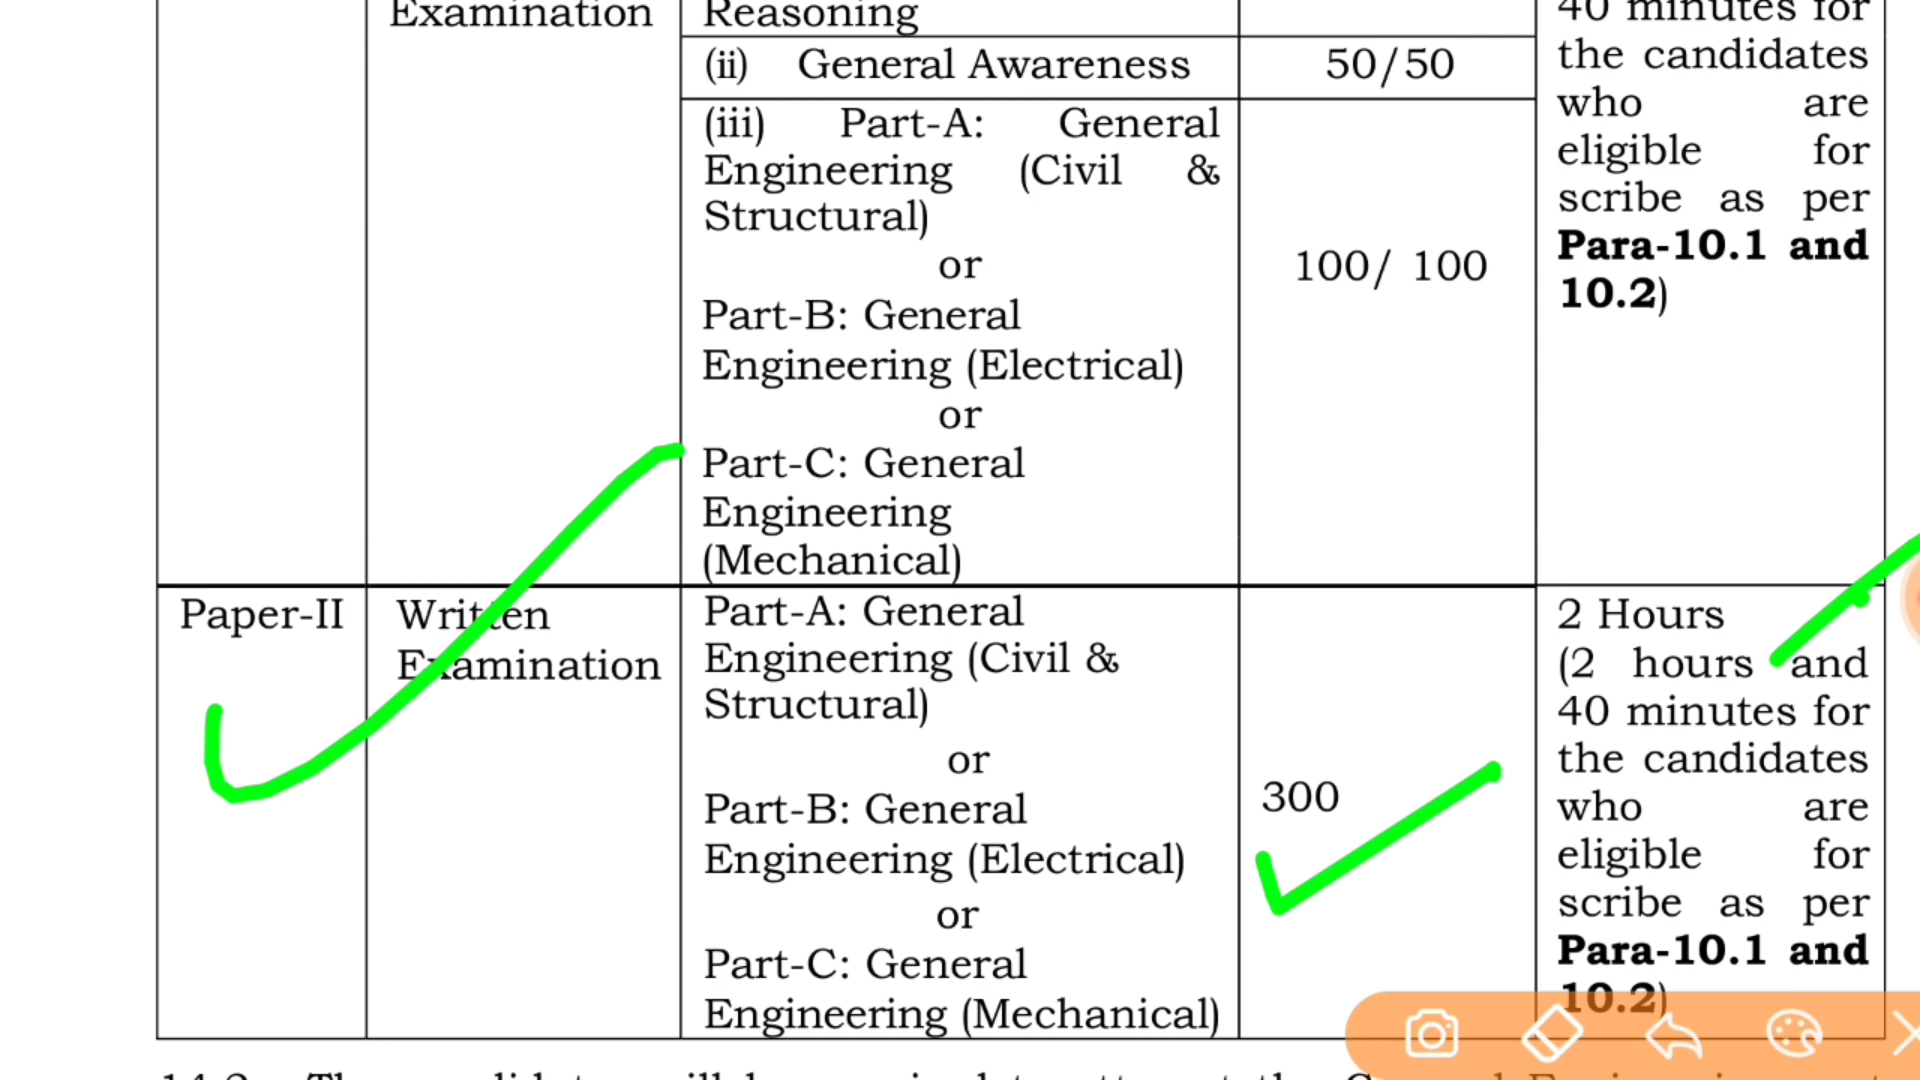 Examination
Reasoning
(ii) General Awareness
50/50
(iii) Part-A: General
Engineering (Civil &
Structural)
or
Part-B: General
Engineering (Electrical)
or
Part-C: General
Engineering
(Mechanical)
100/ 100
40 minutes for
the candidates
who are
eligible for
scribe as per
Para-10.1 and
10.2)
Paper-II
Written
Examination
Part-A: General
Engineering (Civil &
Structural)
or
Part-B: General
Engineering (Electrical)
or
Part-C: General
Engineering (Mechanical)
300
2 Hours
(2 hours and
40 minutes for
the candidates
who are
eligible for
scribe as per
Para-10.1 and
10.2)